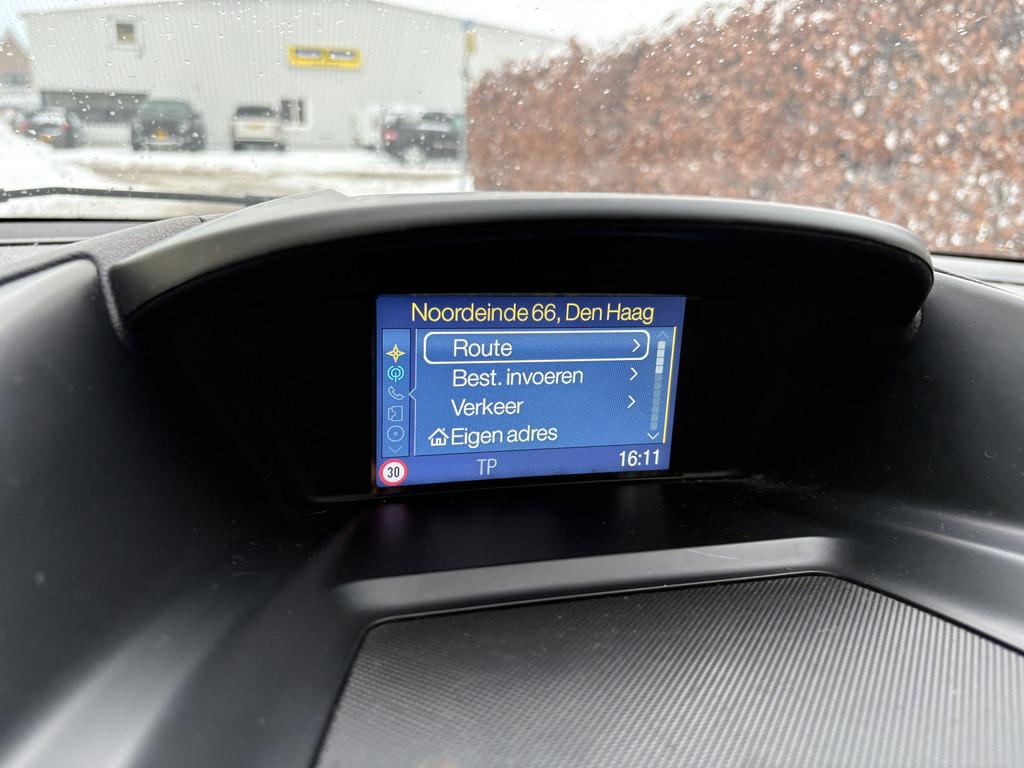 Noordeinde 66, Den Haag
Route
Best. invoeren
Verkeer
Eigen adres
30
TP
16:11